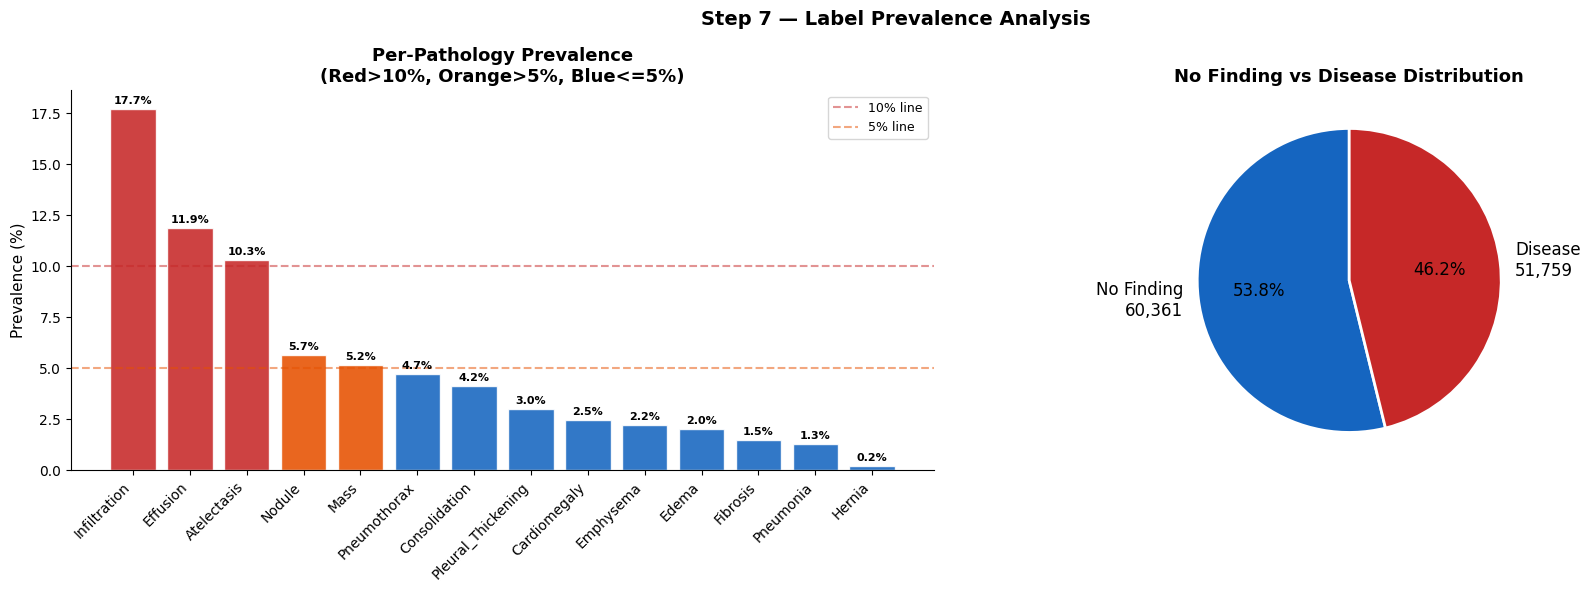 Step 7 — Label Prevalence Analysis
Per-Pathology Prevalence
(Red>10%, Orange>5%, Blue<=5%)
Prevalence (%)
17.5
15.0
12.5
10.0
7.5
5.0
2.5
0.0
17.7%
11.9%
10.3%
5.7%
5.2%
4.7%
4.2%
3.0%
2.5%
2.2%
2.0%
1.5%
1.3%
0.2%
10% line
5% line
Infiltration
Effusion
Atelectasis
Nodule
Mass
Pneumothorax
Consolidation
Pleural_Thickening
Cardiomegaly
Emphysema
Edema
Fibrosis
Pneumonia
Hernia
No Finding vs Disease Distribution
No Finding
60,361
53.8%
46.2%
Disease
51,759